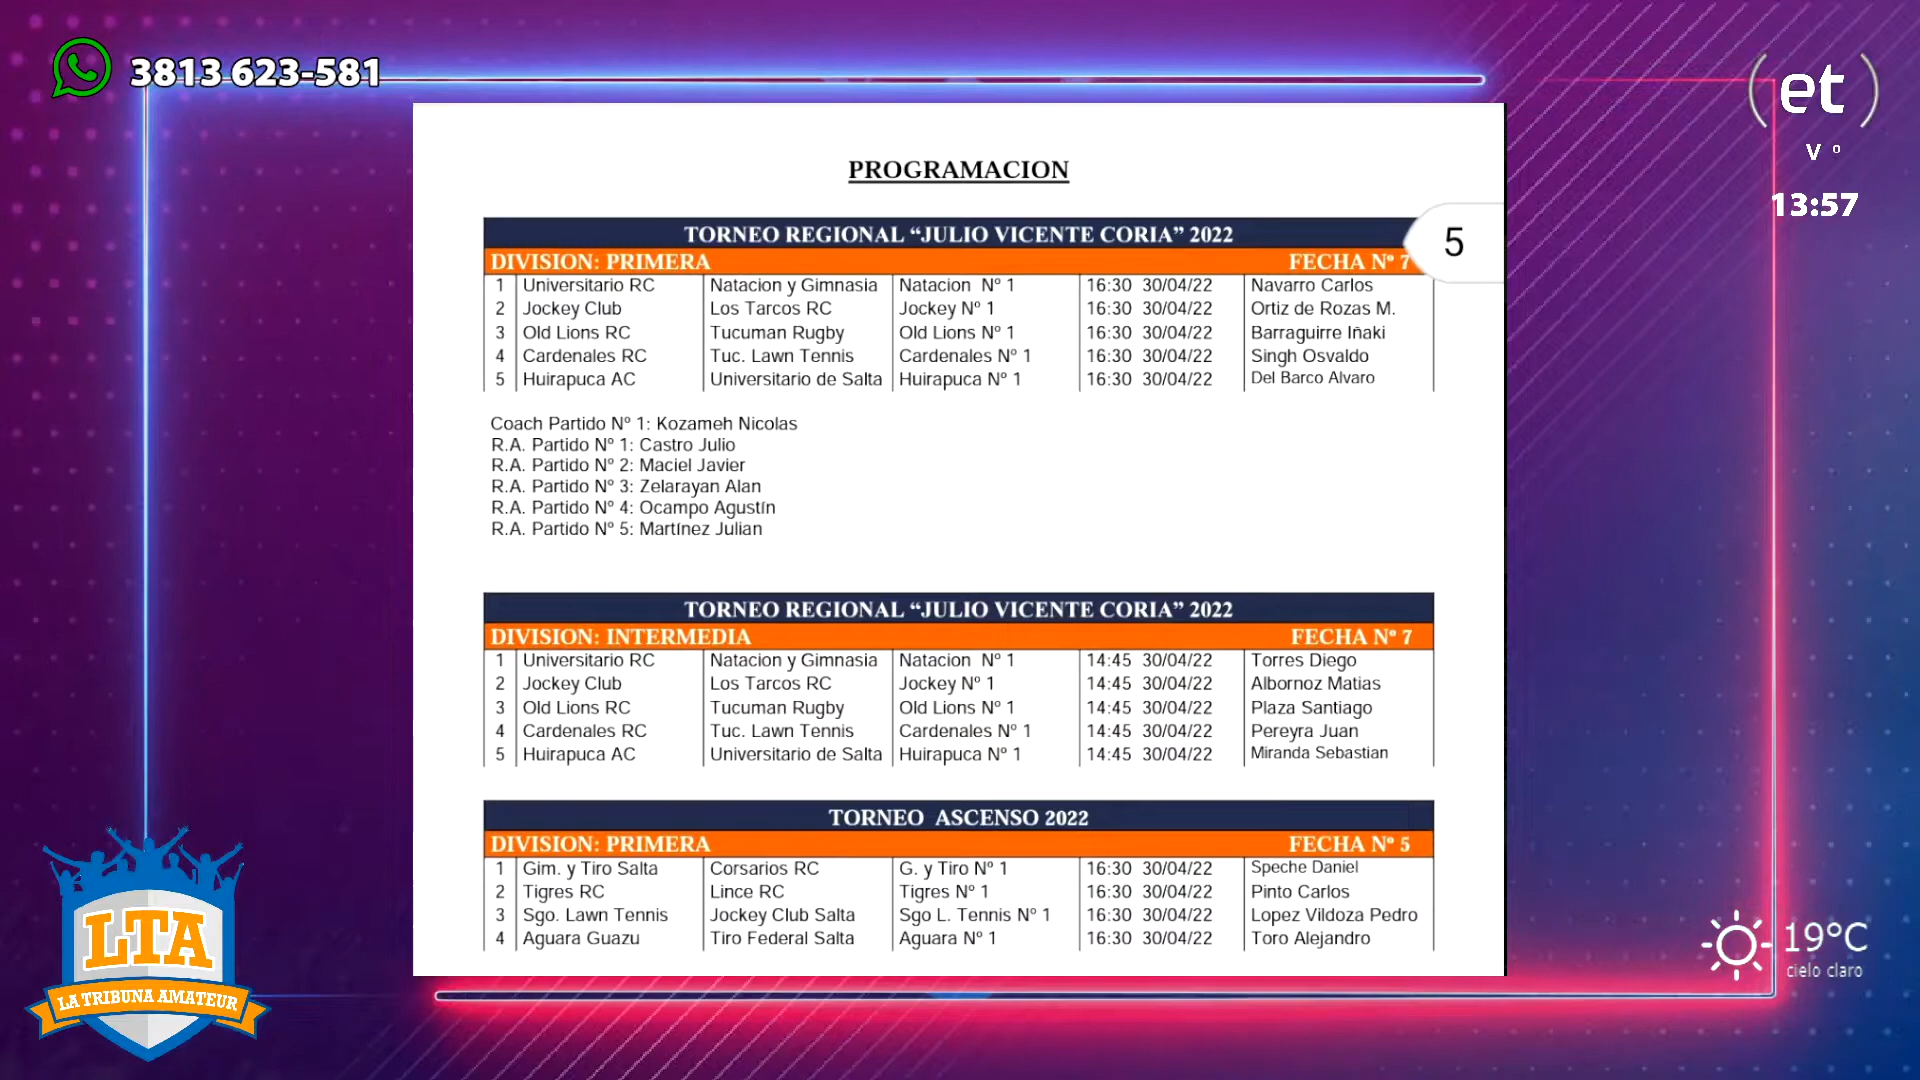 3813 623-581
et
V º
13:57
PROGRAMACION
5
TORNEO REGIONAL “JULIO VICENTE CORIA” 2022
DIVISION: PRIMERA FECHA Nº 7
1 Universitario RC Natacion y Gimnasia Natacion Nº 1 16:30 30/04/22 Navarro Carlos
2 Jockey Club Los Tarcos RC Jockey Nº 1 16:30 30/04/22 Ortiz de Rozas M.
3 Old Lions RC Tucuman Rugby Old Lions Nº 1 16:30 30/04/22 Barraguirre Iñaki
4 Cardenales RC Tuc. Lawn Tennis Cardenales Nº 1 16:30 30/04/22 Singh Osvaldo
5 Huirapuca AC Universitario de Salta Huirapuca Nº 1 16:30 30/04/22 Del Barco Alvaro
Coach Partido Nº 1: Kozameh Nicolas
R.A. Partido Nº 1: Castro Julio
R.A. Partido Nº 2: Maciel Javier
R.A. Partido Nº 3: Zelarayan Alan
R.A. Partido Nº 4: Ocampo Agustín
R.A. Partido Nº 5: Martínez Julian
TORNEO REGIONAL “JULIO VICENTE CORIA” 2022
DIVISION: INTERMEDIA FECHA Nº 7
1 Universitario RC Natacion y Gimnasia Natacion Nº 1 14:45 30/04/22 Torres Diego
2 Jockey Club Los Tarcos RC Jockey Nº 1 14:45 30/04/22 Albornoz Matias
3 Old Lions RC Tucuman Rugby Old Lions Nº 1 14:45 30/04/22 Plaza Santiago
4 Cardenales RC Tuc. Lawn Tennis Cardenales Nº 1 14:45 30/04/22 Pereyra Juan
5 Huirapuca AC Universitario de Salta Huirapuca Nº 1 14:45 30/04/22 Miranda Sebastian
TORNEO ASCENSO 2022
DIVISION: PRIMERA FECHA Nº 5
1 Gim. y Tiro Salta Corsarios RC G. y Tiro Nº 1 16:30 30/04/22 Speche Daniel
2 Tigres RC Lince RC Tigres Nº 1 16:30 30/04/22 Pinto Carlos
3 Sgo. Lawn Tennis Jockey Club Salta Sgo L. Tennis Nº 1 16:30 30/04/22 Lopez Vildoza Pedro
4 Aguara Guazu Tiro Federal Salta Aguara Nº 1 16:30 30/04/22 Toro Alejandro
LTA
LA TRIBUNA AMATEUR
19°C
cielo claro